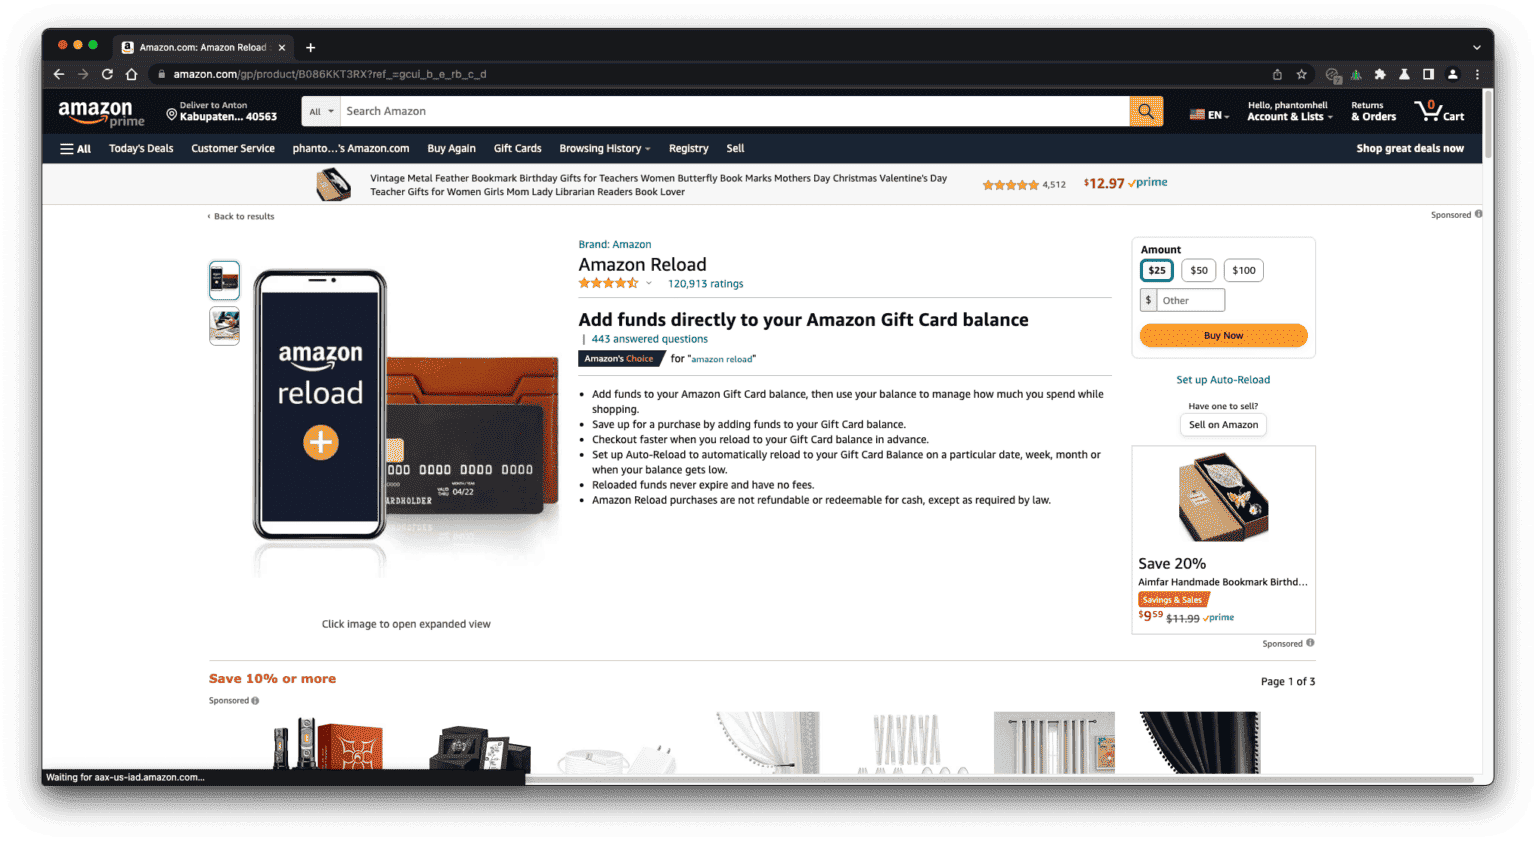 Amazon.com: Amazon Reload :
amazon.com/gp/product/B086KKT3RX?ref_=gcui_b_e_rb_c_d
amazon prime
Deliver to Anton
Kabupaten... 40563
All
Search Amazon
EN
Hello, phantomhell
Account & Lists
Returns
& Orders
0
Cart
All
Today's Deals
Customer Service
phanto...'s Amazon.com
Buy Again
Gift Cards
Browsing History
Registry
Sell
Shop great deals now
Vintage Metal Feather Bookmark Birthday Gifts for Teachers Women Butterfly Book Marks Mothers Day Christmas Valentine's Day
Teacher Gifts for Women Girls Mom Lady Librarian Readers Book Lover
4,512
$12.97 prime
‹ Back to results
Sponsored
amazon
reload
000 0000 0000 0000
0000
VALID THRU
MONTH/YEAR
04/22
ARDHOLDER
Click image to open expanded view
Brand: Amazon
Amazon Reload
120,913 ratings
Add funds directly to your Amazon Gift Card balance
| 443 answered questions
Amazon's Choice for "amazon reload"
• Add funds to your Amazon Gift Card balance, then use your balance to manage how much you spend while
shopping.
• Save up for a purchase by adding funds to your Gift Card balance.
• Checkout faster when you reload to your Gift Card balance in advance.
• Set up Auto-Reload to automatically reload to your Gift Card Balance on a particular date, week, month or
when your balance gets low.
• Reloaded funds never expire and have no fees.
• Amazon Reload purchases are not refundable or redeemable for cash, except as required by law.
Amount
$25
$50
$100
$ Other
Buy Now
Set up Auto-Reload
Have one to sell?
Sell on Amazon
Save 20%
Aimfar Handmade Bookmark Birthd...
Savings & Sales
$959 $11.99 prime
Sponsored
Save 10% or more
Page 1 of 3
Sponsored
Waiting for aax-us-iad.amazon.com...